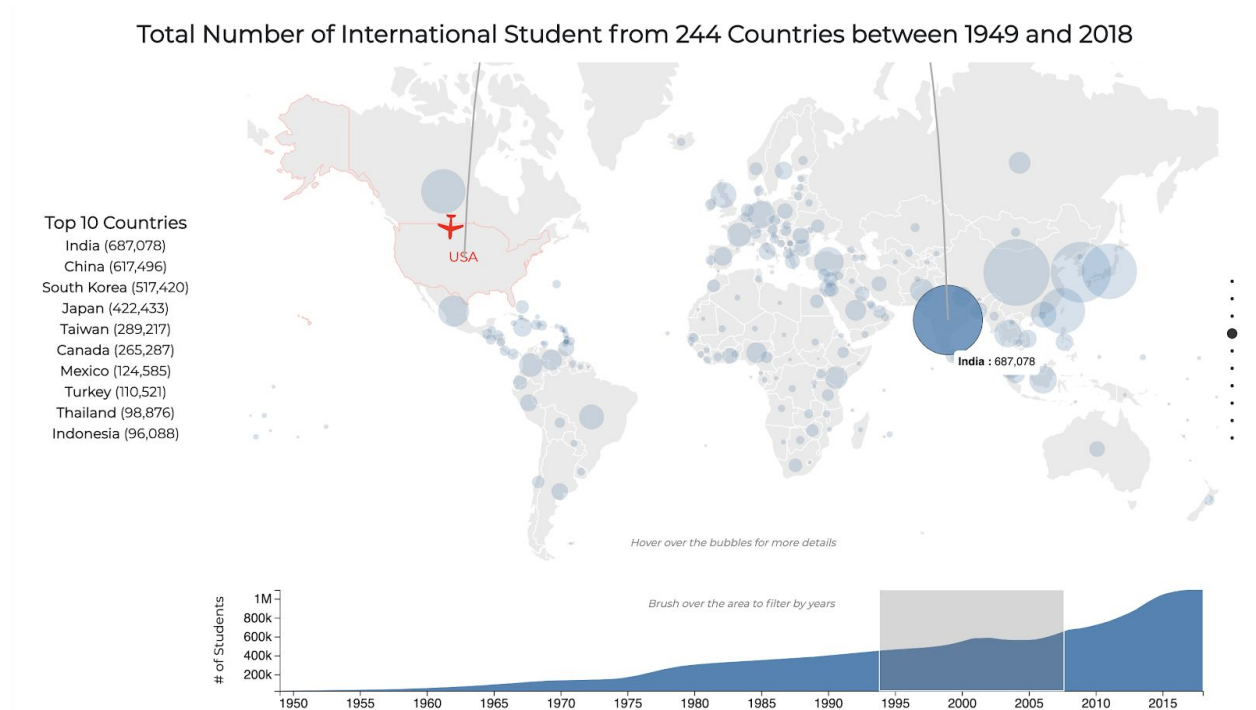 Total Number of International Student from 244 Countries between 1949 and 2018
Top 10 Countries
India (687,078)
China (617,496)
South Korea (517,420)
Japan (422,433)
Taiwan (289,217)
Canada (265,287)
Mexico (124,585)
Turkey (110,521)
Thailand (98,876)
Indonesia (96,088)
USA
India : 687,078
Hover over the bubbles for more details
Brush over the area to filter by years
# of Students
1M
800k
600k
400k
200k
1950 1955 1960 1965 1970 1975 1980 1985 1990 1995 2000 2005 2010 2015